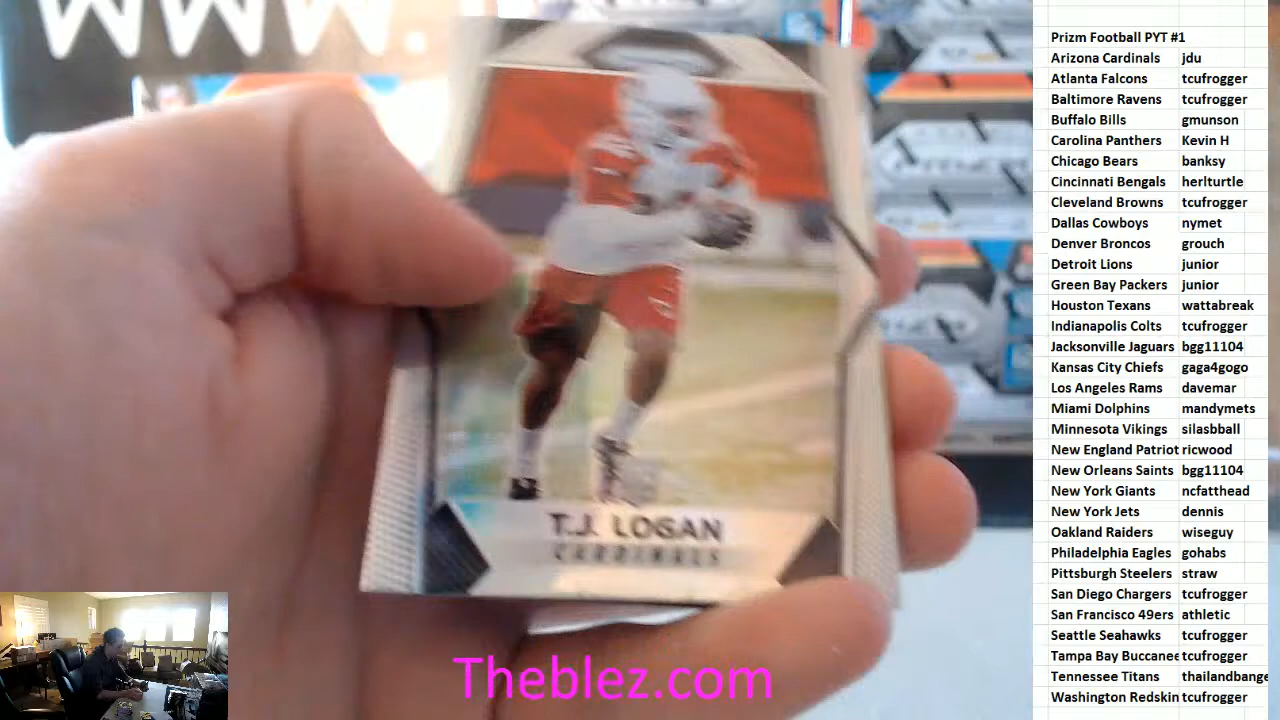 WWW.
T.J. LOGAN
CARDINALS
Theblez.com
Prizm Football PYT #1
Arizona Cardinals jdu
Atlanta Falcons tcufrogger
Baltimore Ravens tcufrogger
Buffalo Bills gmunson
Carolina Panthers Kevin H
Chicago Bears banksy
Cincinnati Bengals herlturtle
Cleveland Browns tcufrogger
Dallas Cowboys nymet
Denver Broncos grouch
Detroit Lions junior
Green Bay Packers junior
Houston Texans wattabreak
Indianapolis Colts tcufrogger
Jacksonville Jaguars bgg11104
Kansas City Chiefs gaga4gogo
Los Angeles Rams davemar
Miami Dolphins mandymets
Minnesota Vikings silasbball
New England Patriot ricwood
New Orleans Saints bgg11104
New York Giants ncfatthead
New York Jets dennis
Oakland Raiders wiseguy
Philadelphia Eagles gohabs
Pittsburgh Steelers straw
San Diego Chargers tcufrogger
San Francisco 49ers athletic
Seattle Seahawks tcufrogger
Tampa Bay Buccanee tcufrogger
Tennessee Titans thailandbange
Washington Redskin tcufrogger